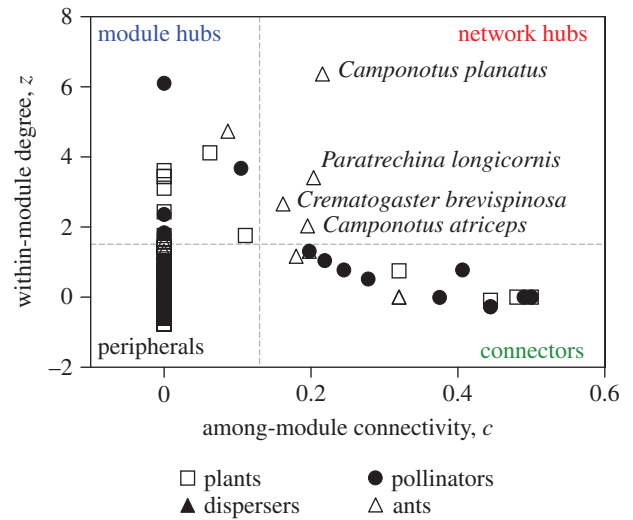 8
6
4
2
0
−2
within-module degree, z
module hubs
network hubs
Camponotus planatus
Paratrechina longicornis
Crematogaster brevispinosa
Camponotus atriceps
peripherals
connectors
0 0.2 0.4 0.6
among-module connectivity, c
plants pollinators
dispersers ants